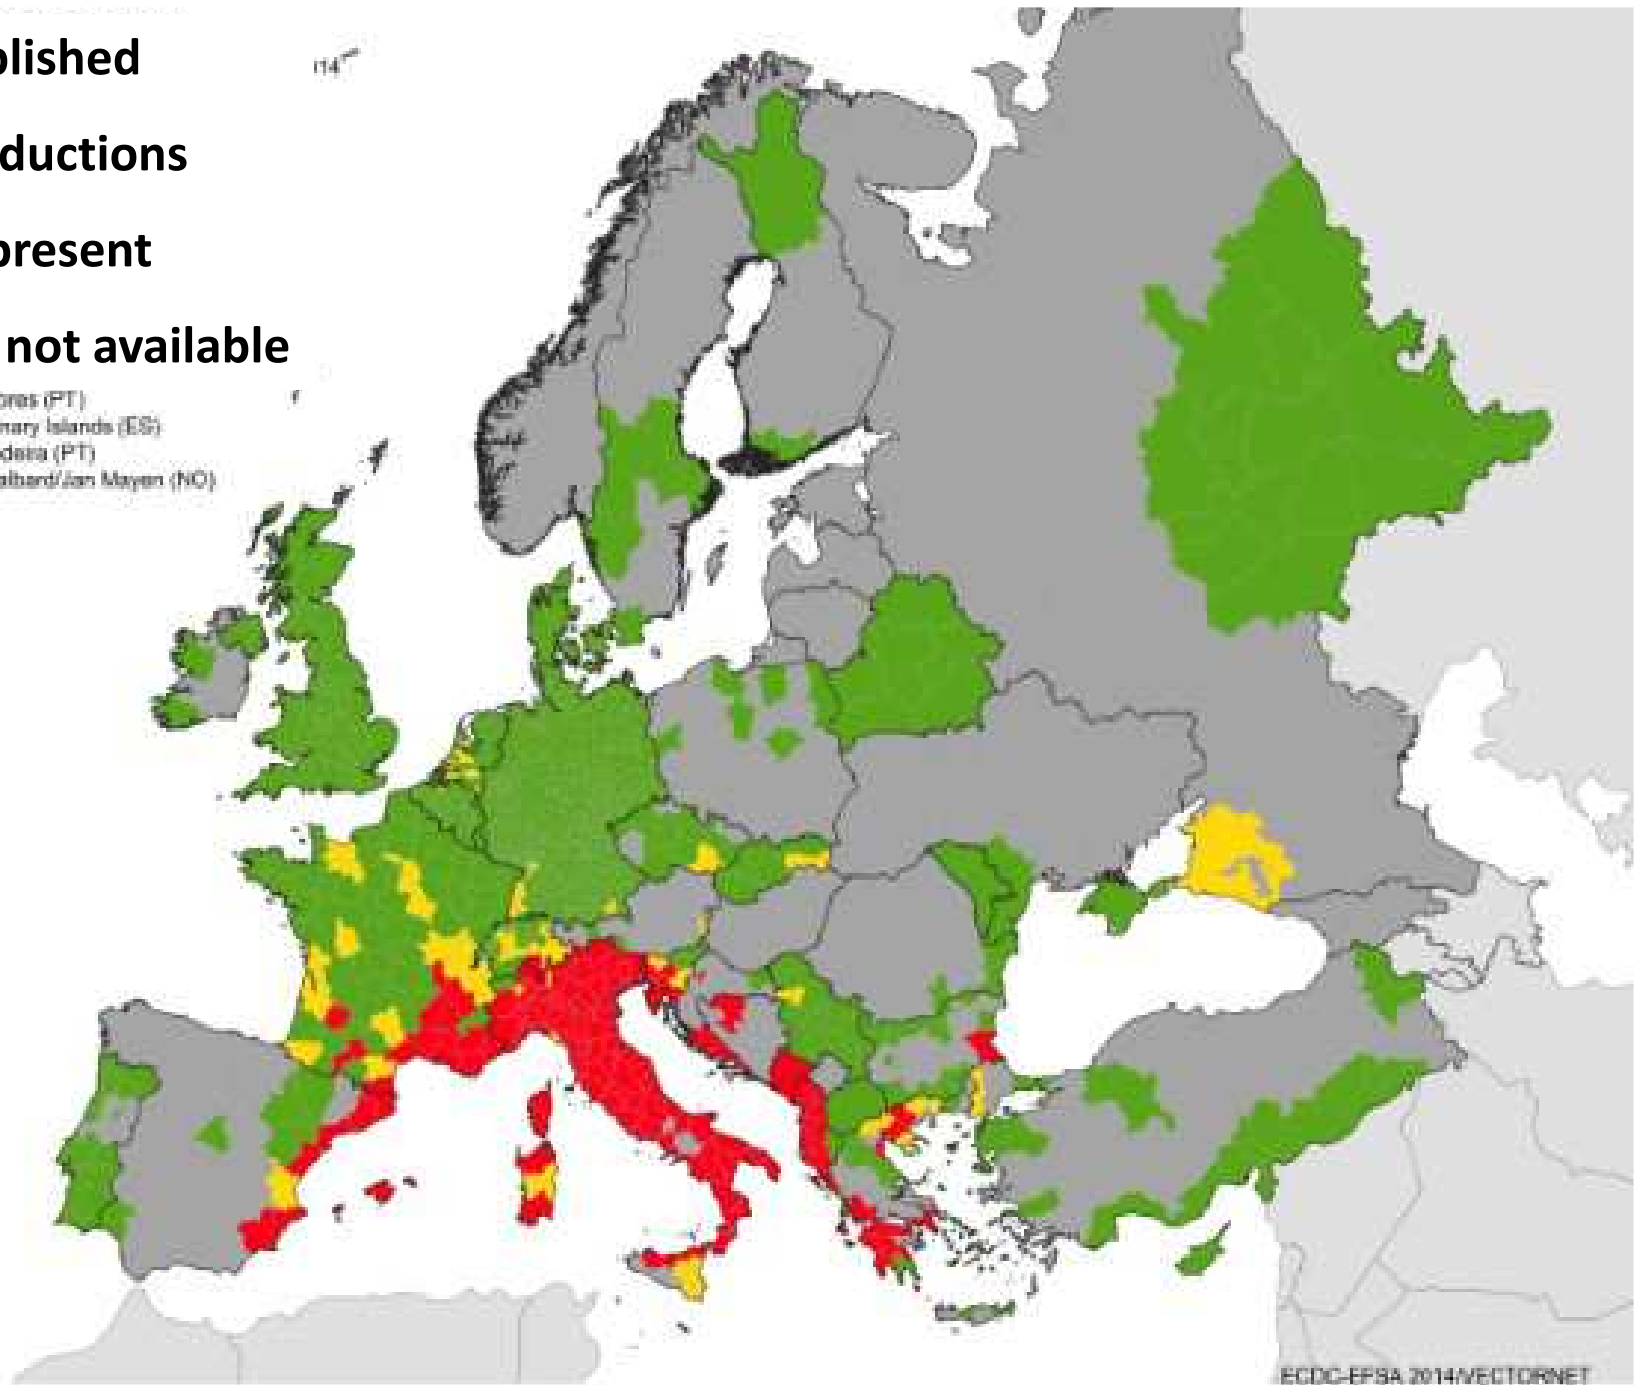 blished
ductions
present
not available
ores (PT)
nary Islands (ES)
deira (PT)
albard/Jan Mayen (NO)
ECDC-EFSA 2014/VECTORNET